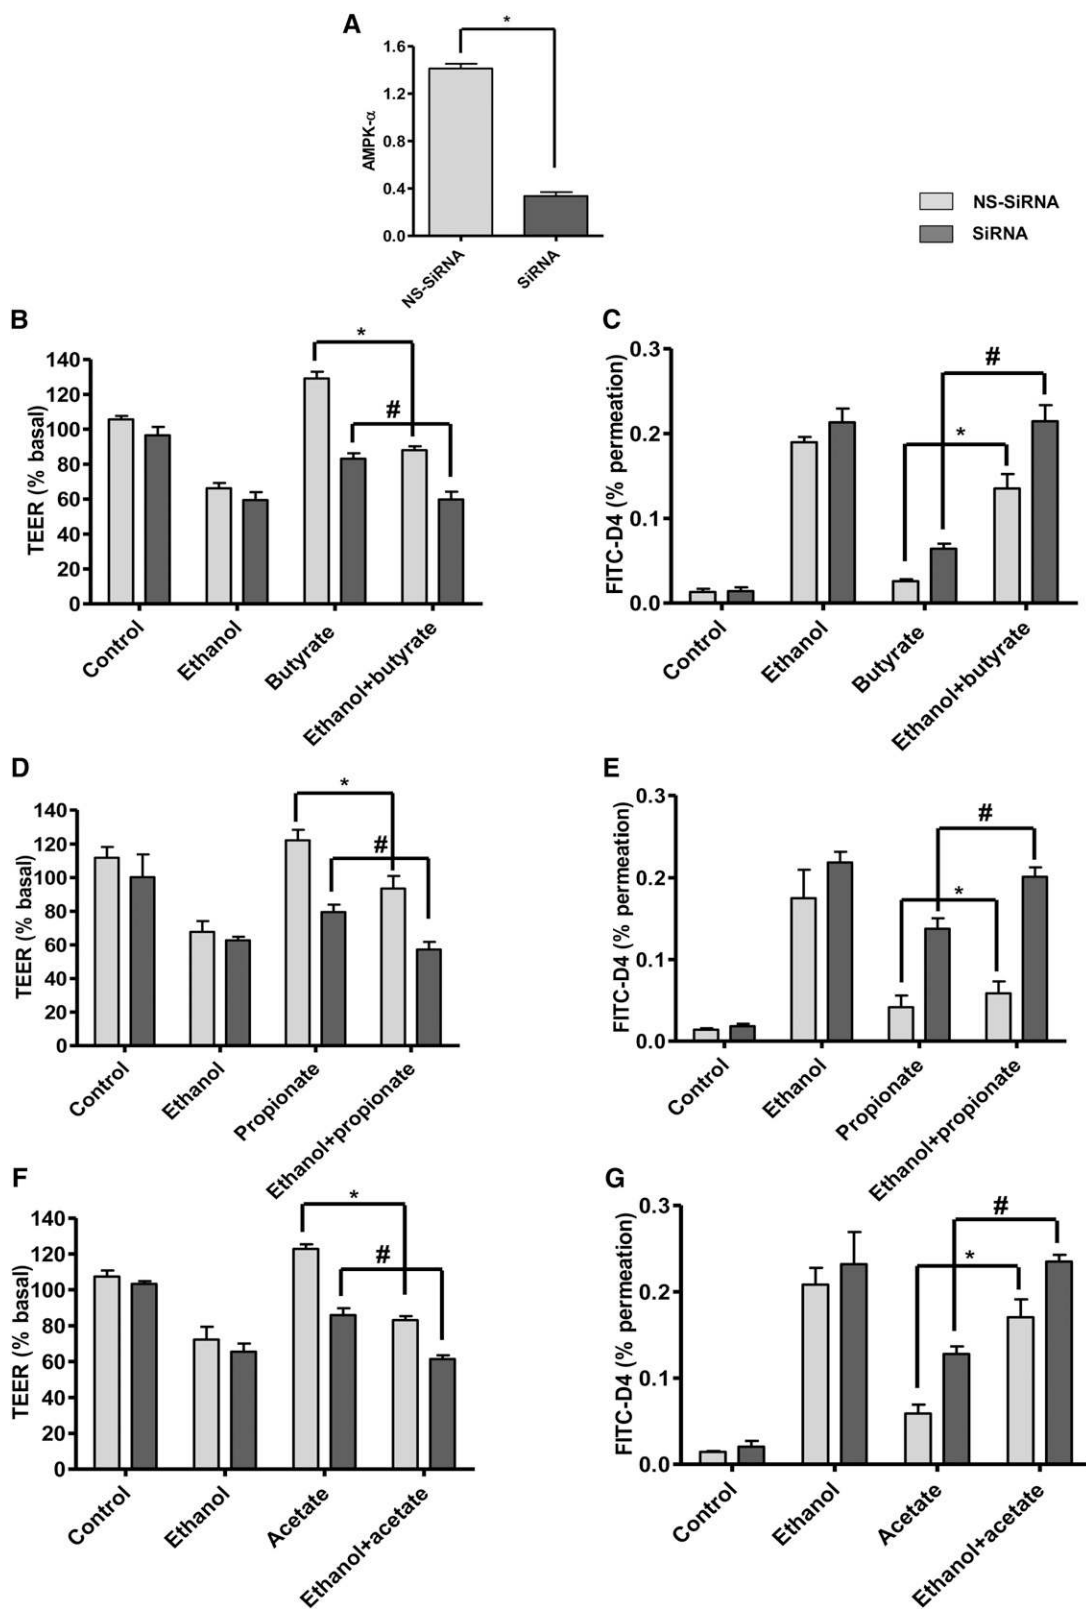 A
*
AMPK-α
1.6
1.2
0.8
0.4
0.0
NS-SiRNA
SiRNA
NS-SiRNA
SiRNA
B
TEER (% basal)
140
120
100
80
60
40
20
0
*
#
Control
Ethanol
Butyrate
Ethanol+butyrate
C
FITC-D4 (% permeation)
0.3
0.2
0.1
0.0
#
*
Control
Ethanol
Butyrate
Ethanol+butyrate
D
TEER (% basal)
140
120
100
80
60
40
20
0
*
#
Control
Ethanol
Propionate
Ethanol+propionate
E
FITC-D4 (% permeation)
0.3
0.2
0.1
0.0
#
*
Control
Ethanol
Propionate
Ethanol+propionate
F
TEER (% basal)
140
120
100
80
60
40
20
0
*
#
Control
Ethanol
Acetate
Ethanol+acetate
G
FITC-D4 (% permeation)
0.3
0.2
0.1
0.0
#
*
Control
Ethanol
Acetate
Ethanol+acetate